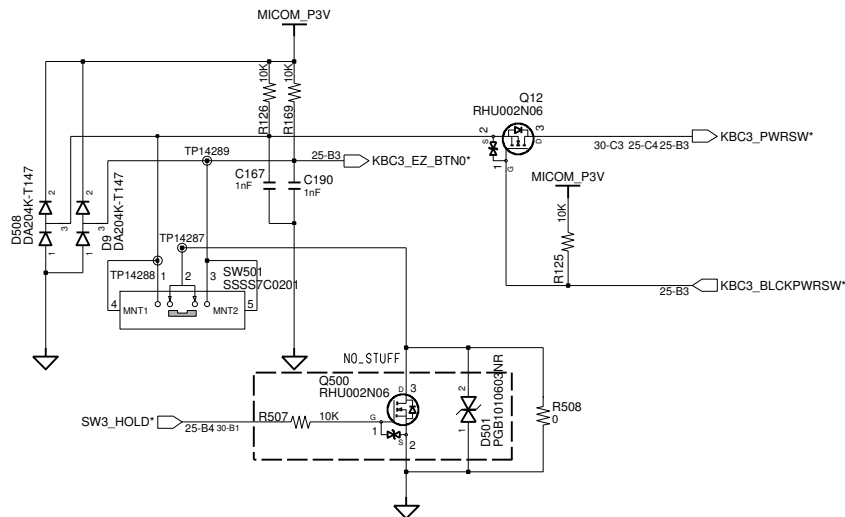 MICOM_P3V
10K
10K
R126
R169
Q12
RHU002N06
2
3
S
D
1
G
KBC3_PWRSW*
30-C3 25-C4 25-B3
TP14289
25-B3
KBC3_EZ_BTN0*
MICOM_P3V
C167
1nF
C190
1nF
10K
R125
D508
DA204K-T147
2
3
1
D9
DA204K-T147
2
3
1
TP14287
TP14288
1
2
3
SW501
SSSS7C0201
4
MNT1
MNT2
5
KBC3_BLCKPWRSW*
25-B3
NO_STUFF
Q500
RHU002N06
D
3
G
1
S
2
SW3_HOLD*
25-B4 30-B1
R507
10K
2
1
D501
PGB1010603NR
R508
0